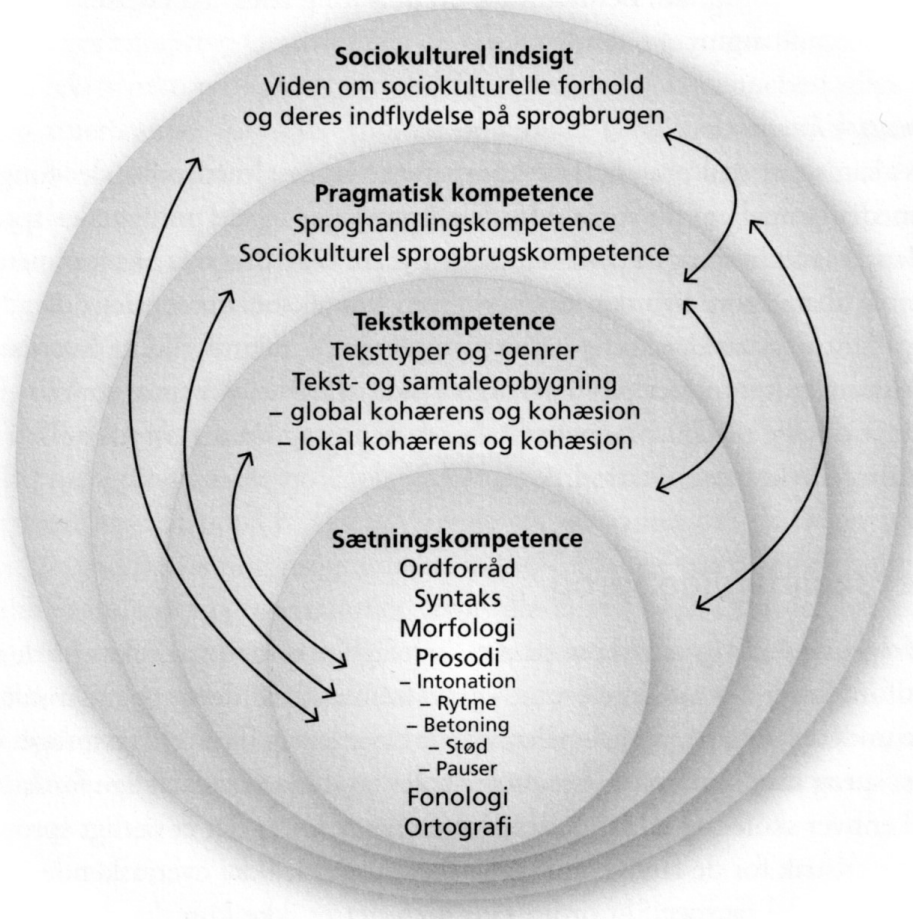 Sociokulturel indsigt
Viden om sociokulturelle forhold
og deres indflydelse på sprogbrugen
Pragmatisk kompetence
Sproghandlingskompetence
Sociokulturel sprogbrugskompetence
Tekstkompetence
Teksttyper og -genrer
Tekst- og samtaleopbygning
– global kohærens og kohæsion
– lokal kohærens og kohæsion
Sætningskompetence
Ordforråd
Syntaks
Morfologi
Prosodi
– Intonation
– Rytme
– Betoning
– Stød
– Pauser
Fonologi
Ortografi